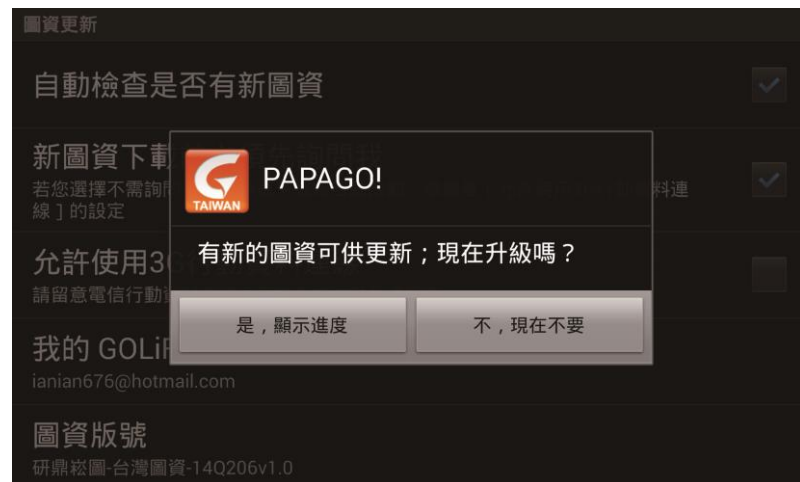 圖資更新
自動檢查是否有新圖資
新圖資下載
若您選擇不需詢
料連
線 ] 的設定
PAPAGO!
TAIWAN
有新的圖資可供更新；現在升級嗎？
是，顯示進度
不，現在不要
允許使用3G
請留意電信行動
我的 GOLiF
ianian676@hotmail.com
圖資版號
研鼎崧圖-台灣圖資-14Q206v1.0